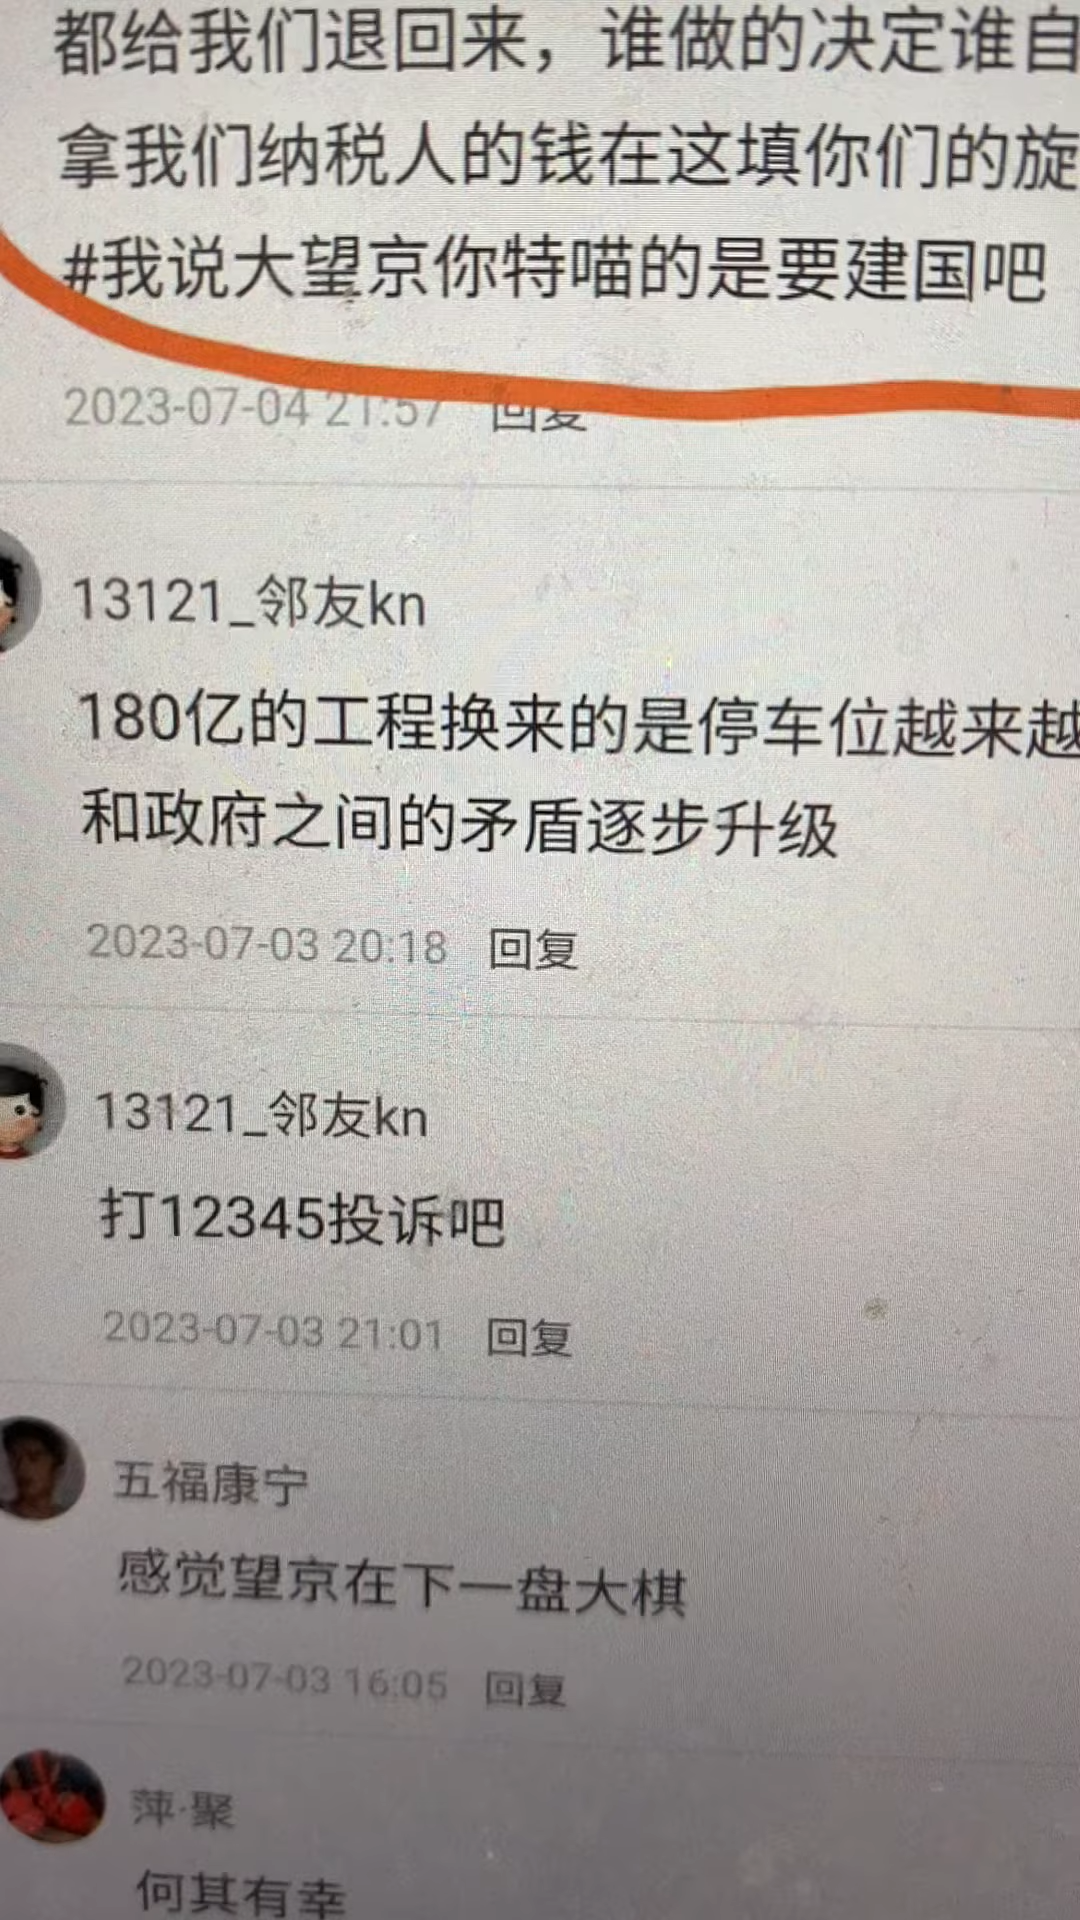 都给我们退回来，谁做的决定谁自
拿我们纳税人的钱在这填你们的旋
#我说大望京你特喵的是要建国吧
2023-07-04 21:57 回复
13121_邻友kn
180亿的工程换来的是停车位越来越
和政府之间的矛盾逐步升级
2023-07-03 20:18 回复
13121_邻友kn
打12345投诉吧
2023-07-03 21:01 回复
五福康宁
感觉望京在下一盘大棋
2023-07-03 16:05 回复
萍·聚
何其有幸